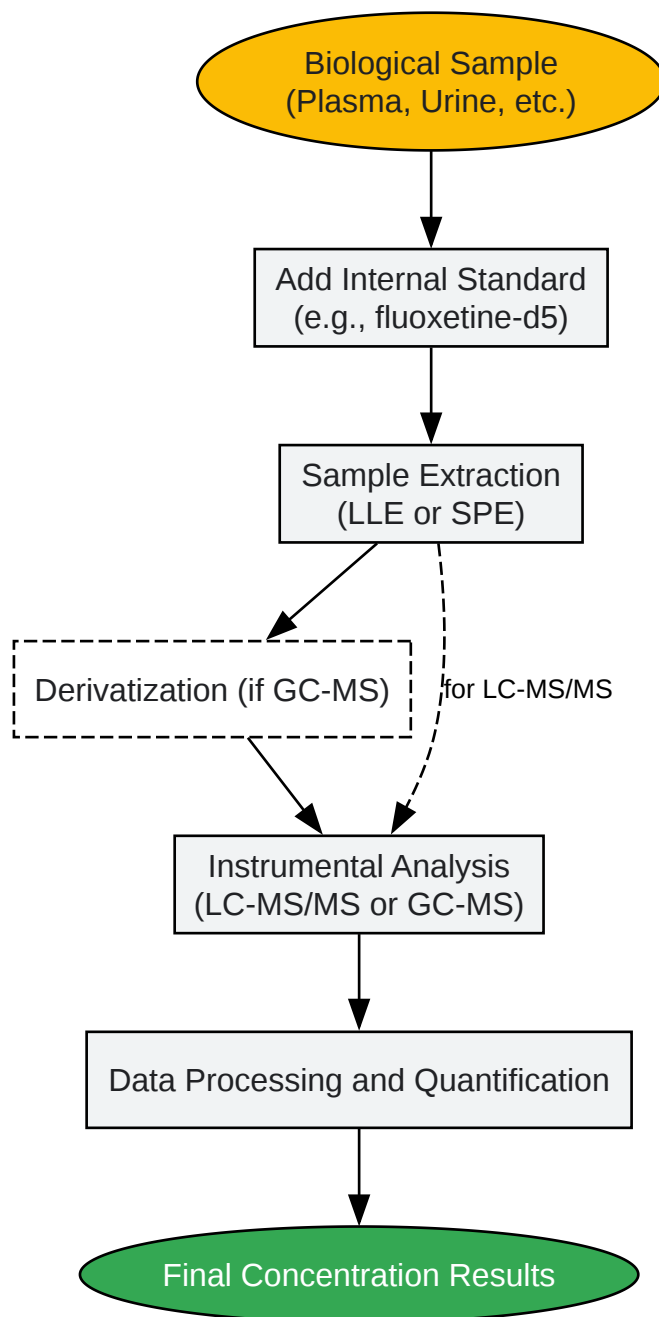 Biological Sample
(Plasma, Urine, etc.)
Add Internal Standard
(e.g., fluoxetine-d5)
Sample Extraction
(LLE or SPE)
Derivatization (if GC-MS)
for LC-MS/MS
Instrumental Analysis
(LC-MS/MS or GC-MS)
Data Processing and Quantification
Final Concentration Results